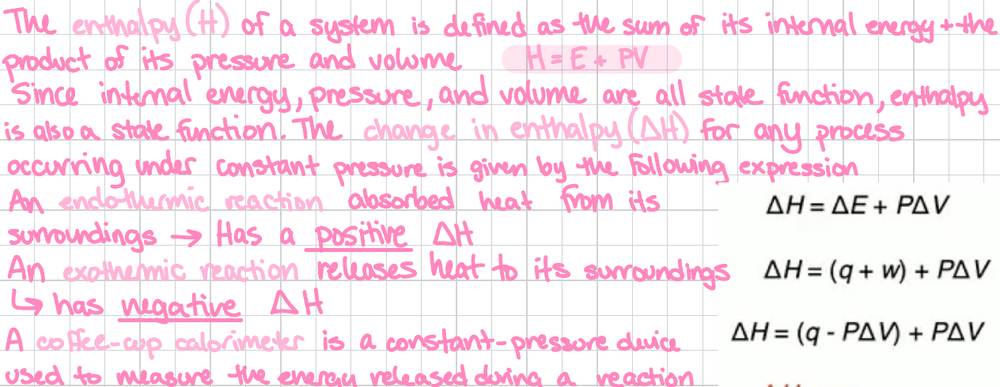 The enthalpy (H) of a system is defined as the sum of its internal energy + the
product of its pressure and volume H = E + PV
Since internal energy, pressure, and volume are all state function, enthalpy
is also a state function. The change in enthalpy (ΔH) for any process
occurring under constant pressure is given by the following expression
An endothermic reaction absorbed heat from its
surroundings → Has a positive ΔH
An exothermic reaction releases heat to its surroundings
↳ has negative ΔH
A coffee-cup calorimeter is a constant-pressure device
used to measure the energy released during a reaction
ΔH = ΔE + PΔV
ΔH = (q + w) + PΔV
ΔH = (q - PΔV) + PΔV